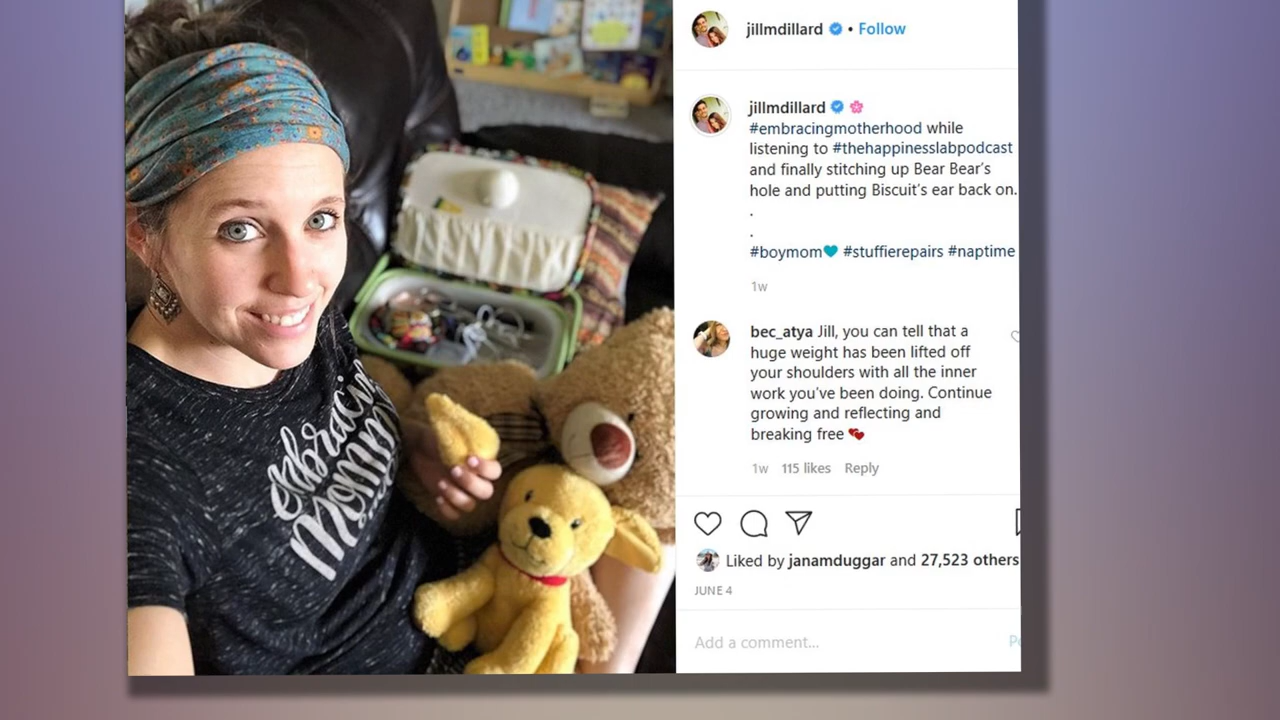 jillmdillard • Follow
jillmdillard
#embracingmotherhood while
listening to #thehappinesslabpodcast
and finally stitching up Bear Bear's
hole and putting Biscuit's ear back on.
.
.
#boymom💙 #stuffierepairs #naptime
1w
bec_atya Jill, you can tell that a
huge weight has been lifted off
your shoulders with all the inner
work you've been doing. Continue
growing and reflecting and
breaking free 💕
1w 115 likes Reply
Liked by janamduggar and 27,523 others
JUNE 4
Add a comment...
embracing
Mommy